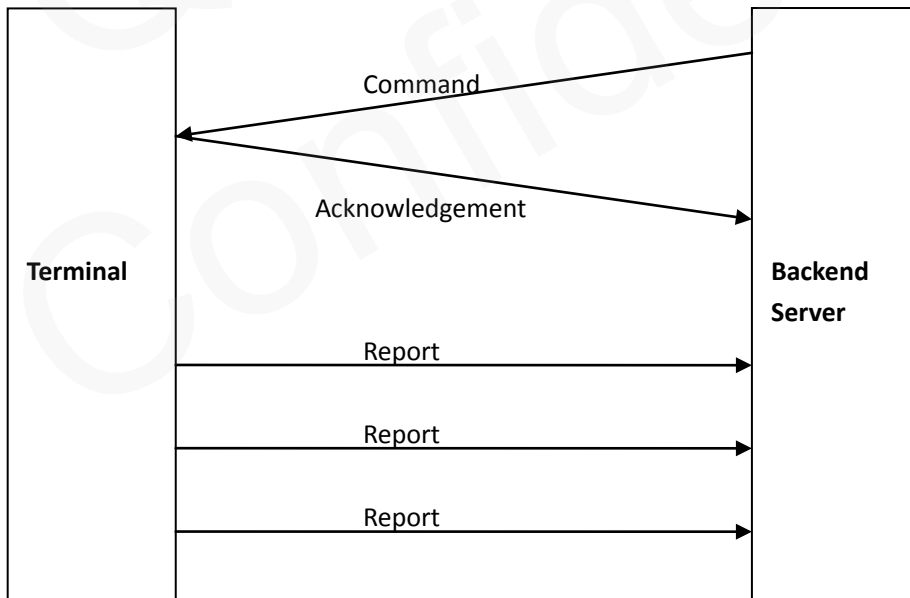 Command
Acknowledgement
Terminal
Backend
Server
Report
Report
Report